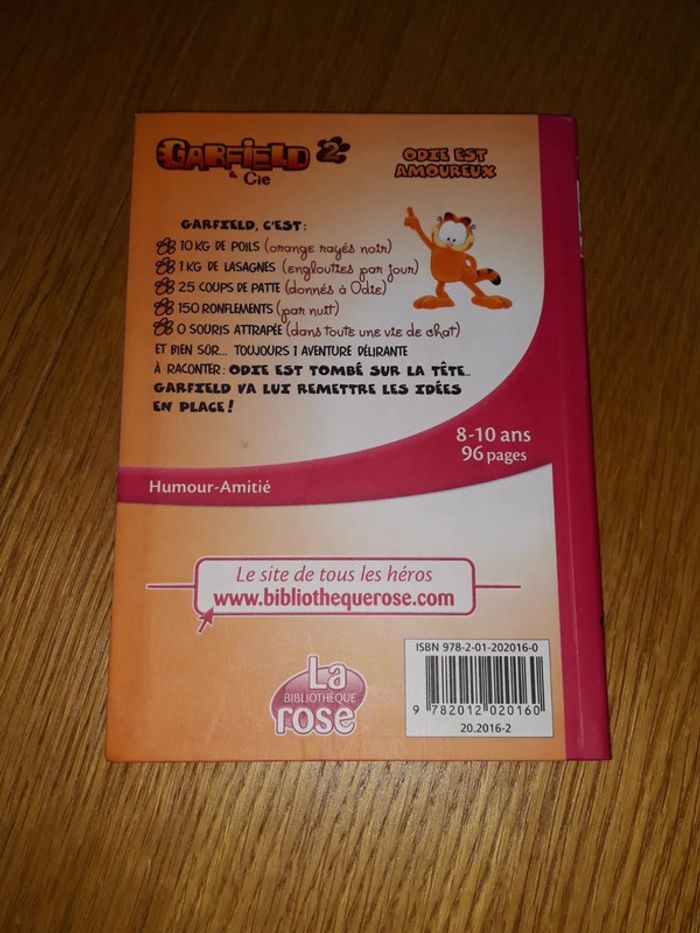 GARFIELD 2
& Cie
ODIE EST
AMOUREUX
GARFIELD, C'EST :
10 KG DE POILS (orange rayés noir)
1 KG DE LASAGNES (englouties par jour)
25 COUPS DE PATTE (donnés à Odie)
150 RONFLEMENTS (par nuit)
0 SOURIS ATTRAPÉE (dans toute une vie de chat)
ET BIEN SÛR... TOUJOURS 1 AVENTURE DÉLIRANTE
À RACONTER : ODIE EST TOMBÉ SUR LA TÊTE...
GARFIELD VA LUI REMETTRE LES IDÉES
EN PLACE !
8-10 ans
96 pages
Humour-Amitié
Le site de tous les héros
www.bibliothequerose.com
La
BIBLIOTHÈQUE
rose
ISBN 978-2-01-202016-0
9 782012 020160
20.2016-2